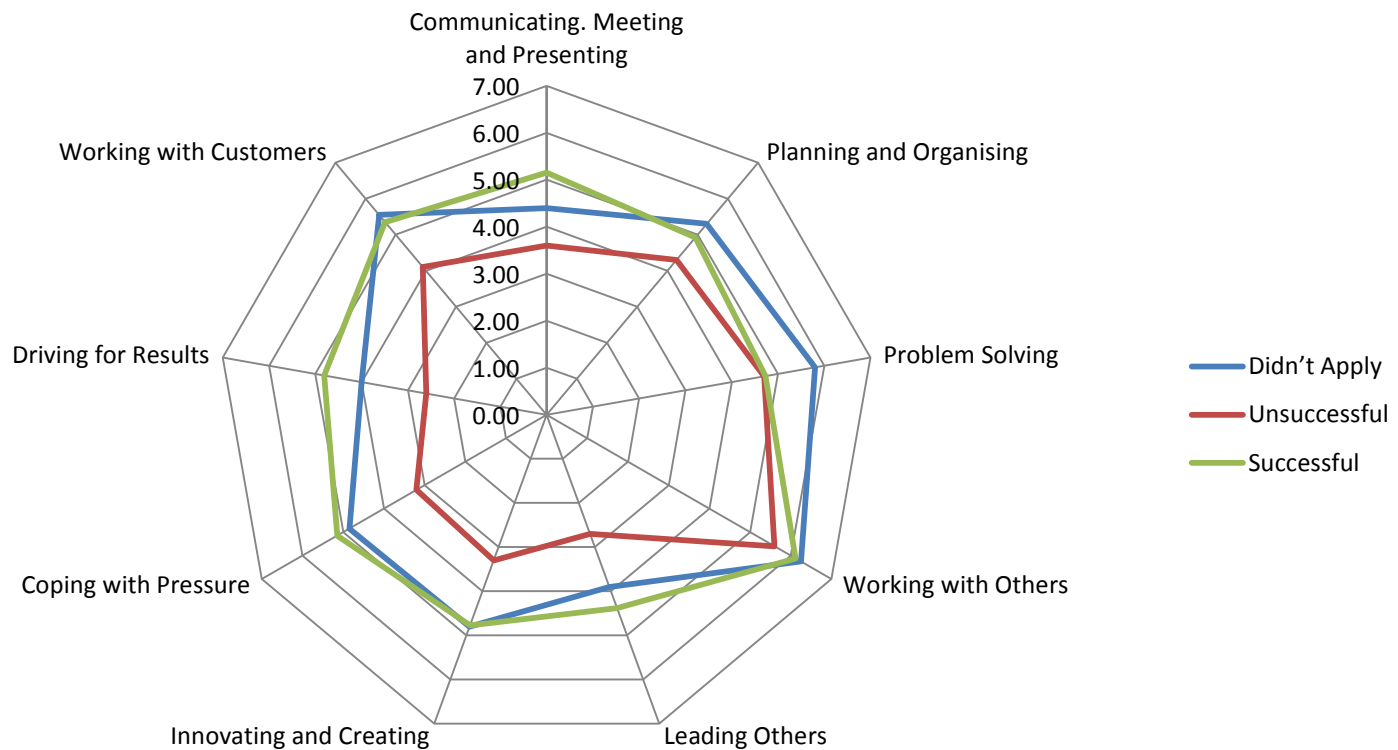 Communicating. Meeting
and Presenting
7.00
6.00
5.00
4.00
3.00
2.00
1.00
0.00
Planning and Organising
Problem Solving
Working with Others
Leading Others
Innovating and Creating
Coping with Pressure
Driving for Results
Working with Customers
Didn’t Apply
Unsuccessful
Successful